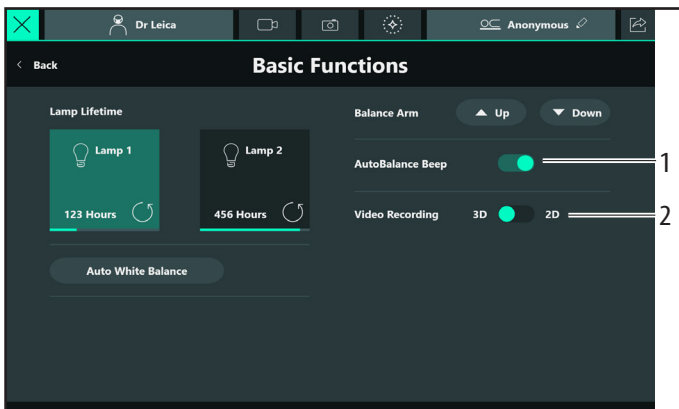 Dr Leica
Anonymous
Back
Basic Functions
Lamp Lifetime
Lamp 1
123 Hours
Lamp 2
456 Hours
Auto White Balance
Balance Arm
Up
Down
AutoBalance Beep
1
Video Recording
3D
2D
2